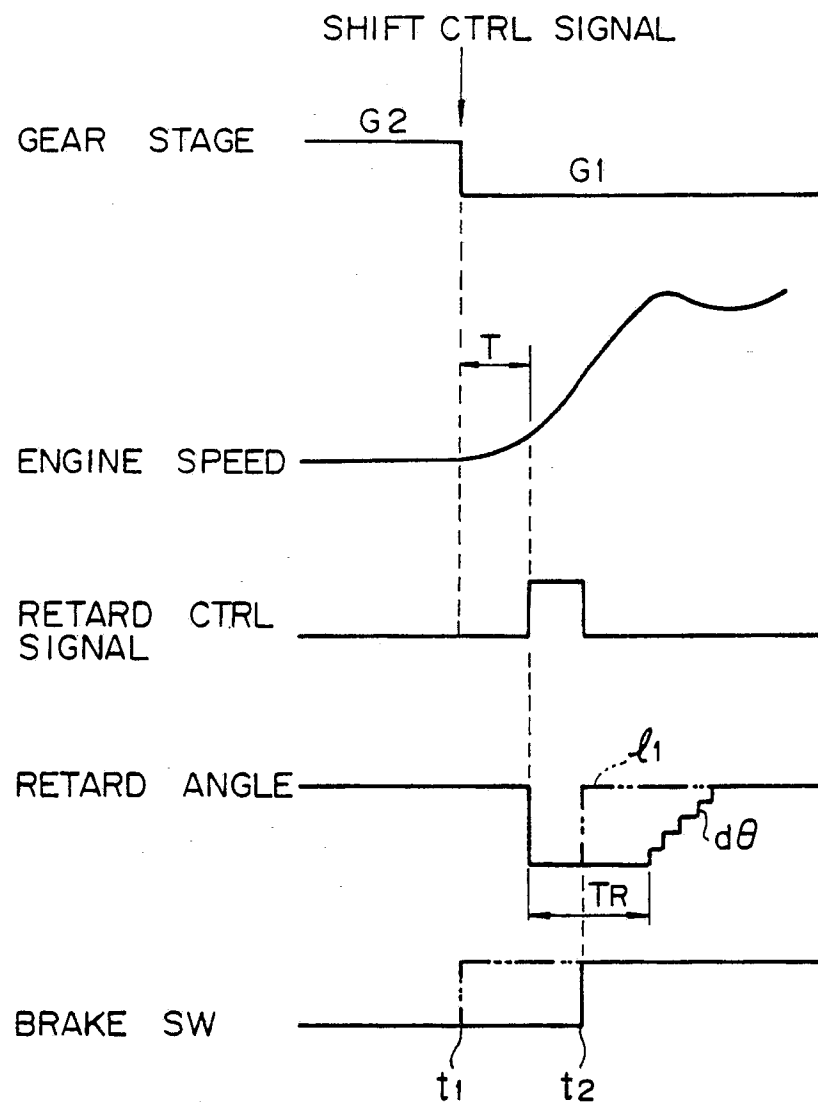 SHIFT CTRL SIGNAL
G2
GEAR STAGE
G1
T
ENGINE SPEED
RETARD CTRL
SIGNAL
ℓ1
RETARD ANGLE
dθ
TR
BRAKE SW
t1 t2